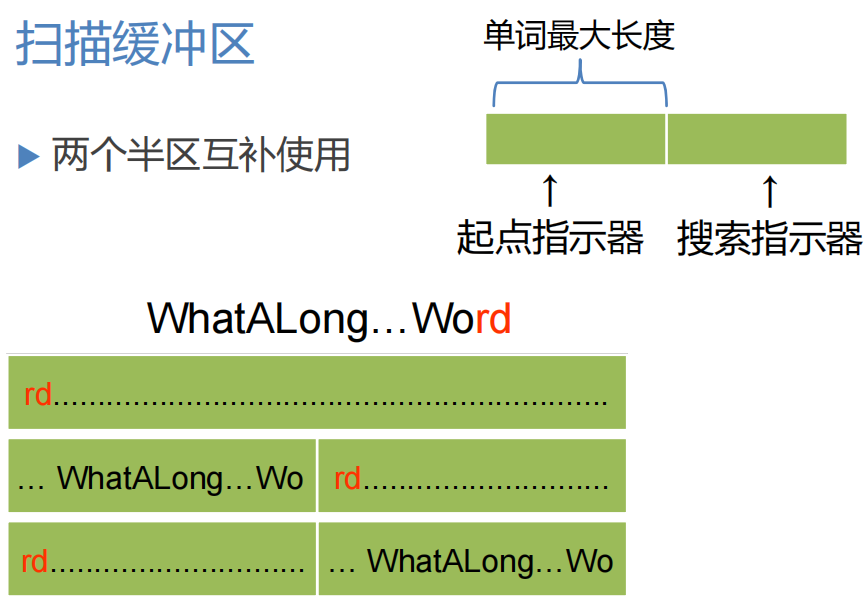 扫描缓冲区
单词最大长度
▶ 两个半区互补使用
↑ ↑
起点指示器 搜索指示器
WhatALong…Word
rd...............................................................
… WhatALong…Wo rd............................
rd............................. … WhatALong…Wo